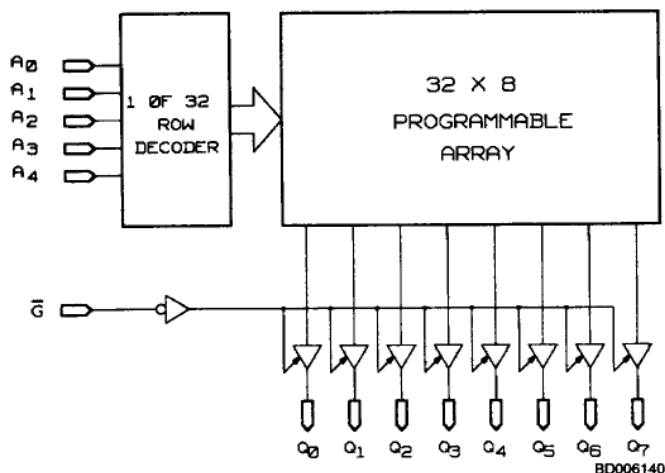 A0
A1
A2
A3
A4
1 OF 32
ROW
DECODER
32 X 8
PROGRAMMABLE
ARRAY
G̅
Q0 Q1 Q2 Q3 Q4 Q5 Q6 Q7
BD006140